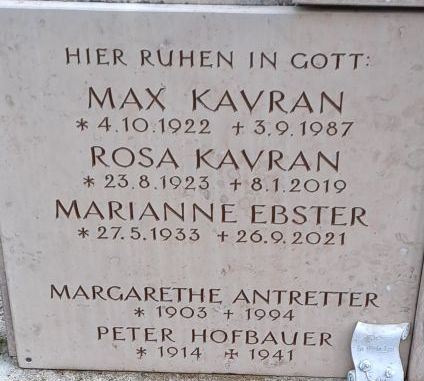 HIER RUHEN IN GOTT:
MAX KAVRAN
* 4.10.1922 + 3.9.1987
ROSA KAVRAN
* 23.8.1923 + 8.1.2019
MARIANNE EBSTER
* 27.5.1933 + 26.9.2021
MARGARETHE ANTRETTER
* 1903 + 1994
PETER HOFBAUER
* 1914 ✠ 1941